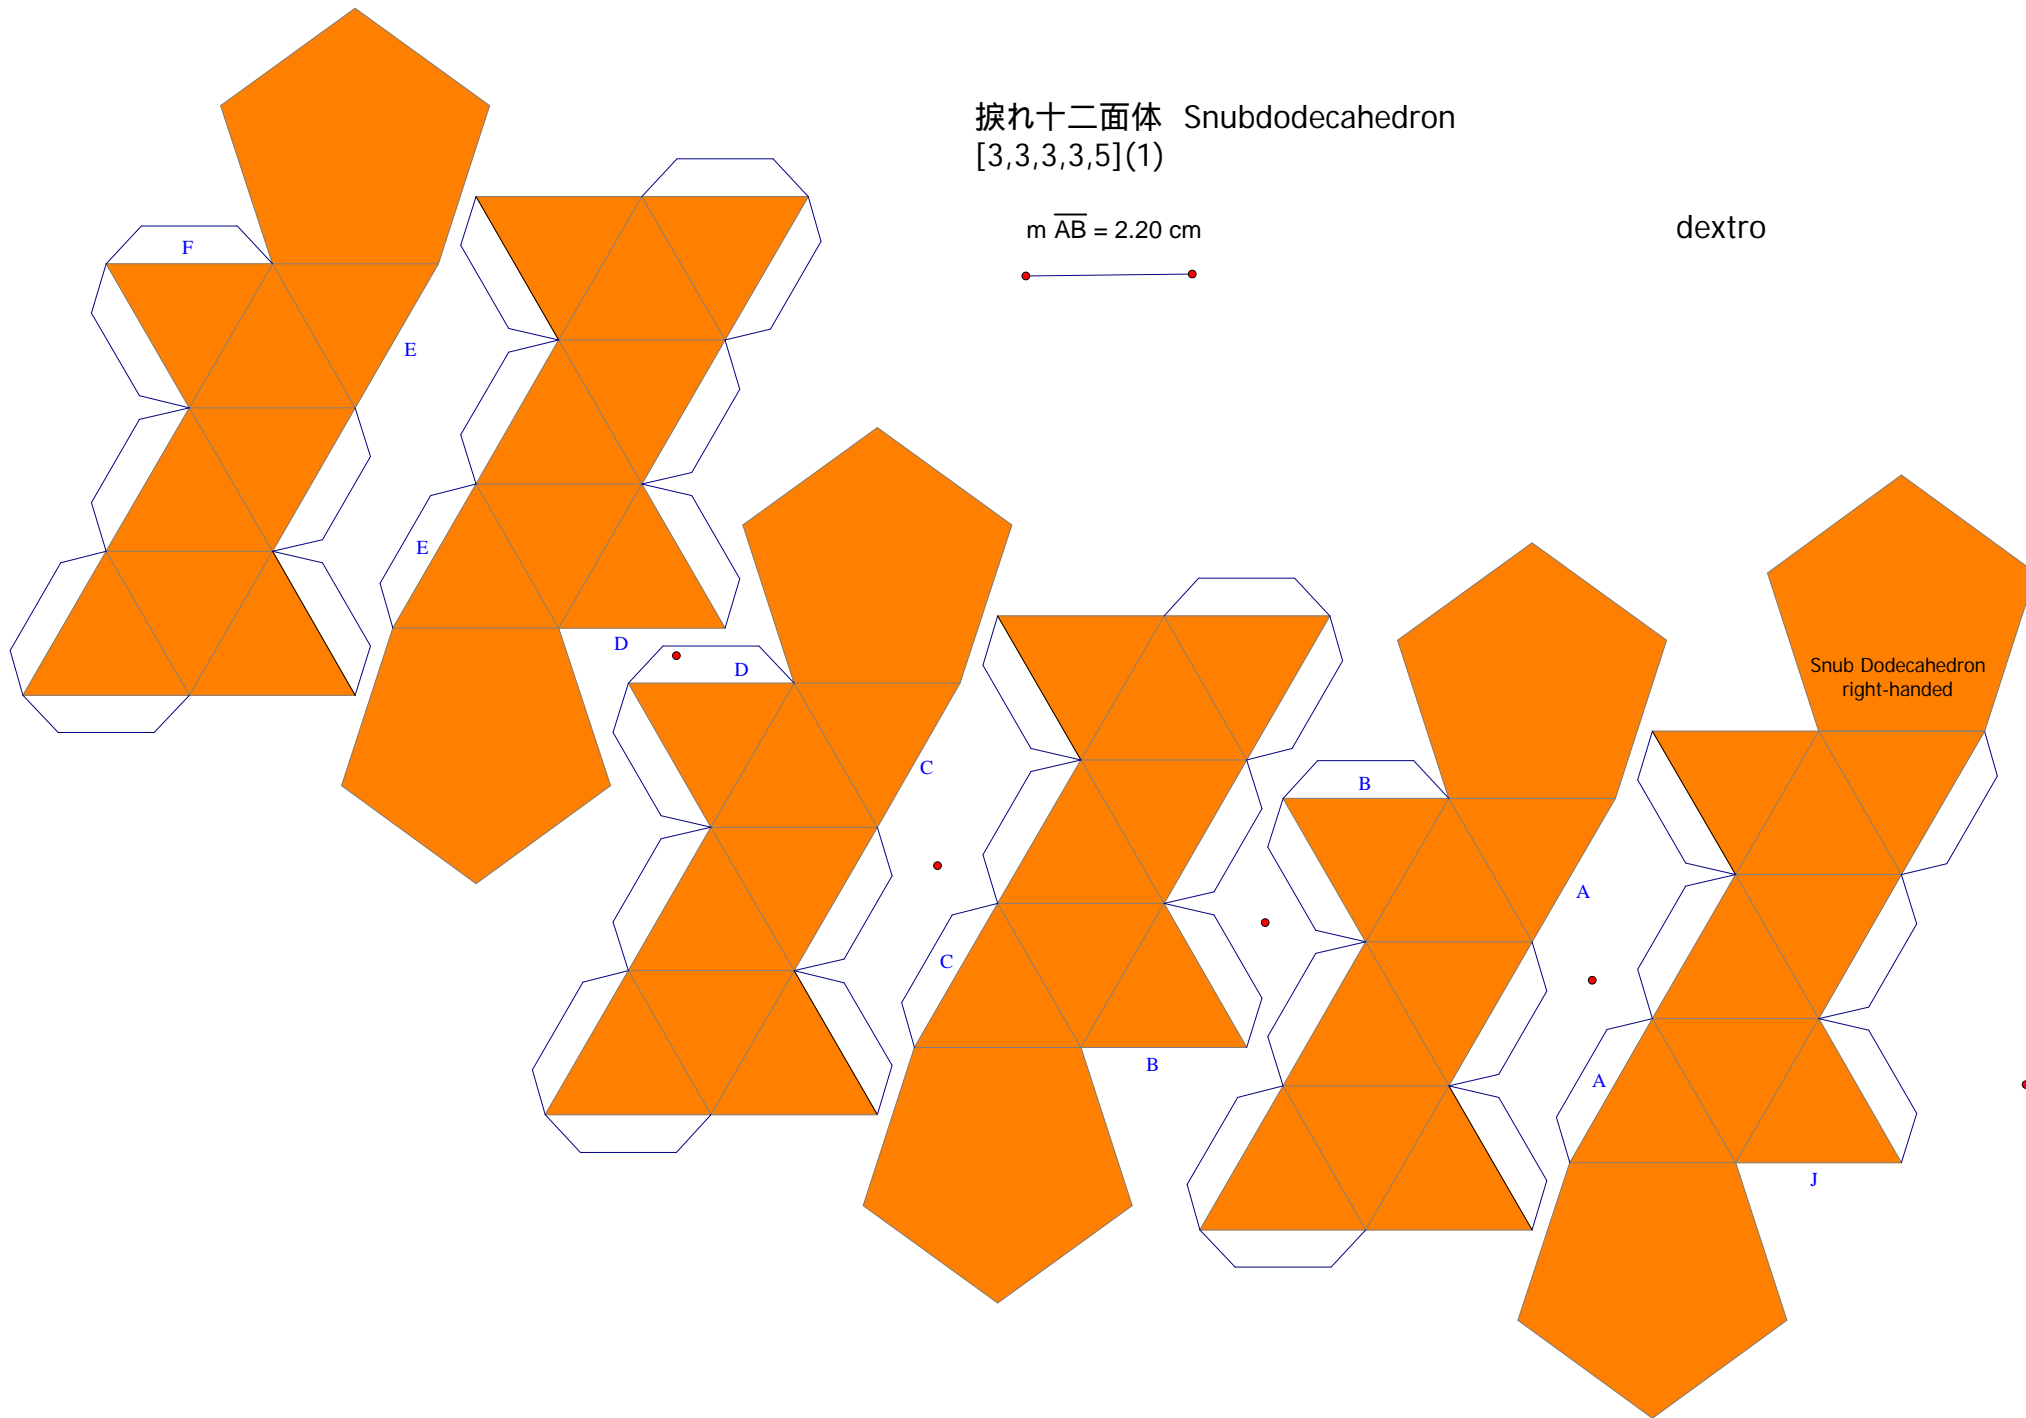 捩れ十二面体 Snubdodecahedron
[3,3,3,3,5](1)
m AB = 2.20 cm
dextro
F
E
E
D
D
C
C
B
B
A
A
Snub Dodecahedron
right-handed
J